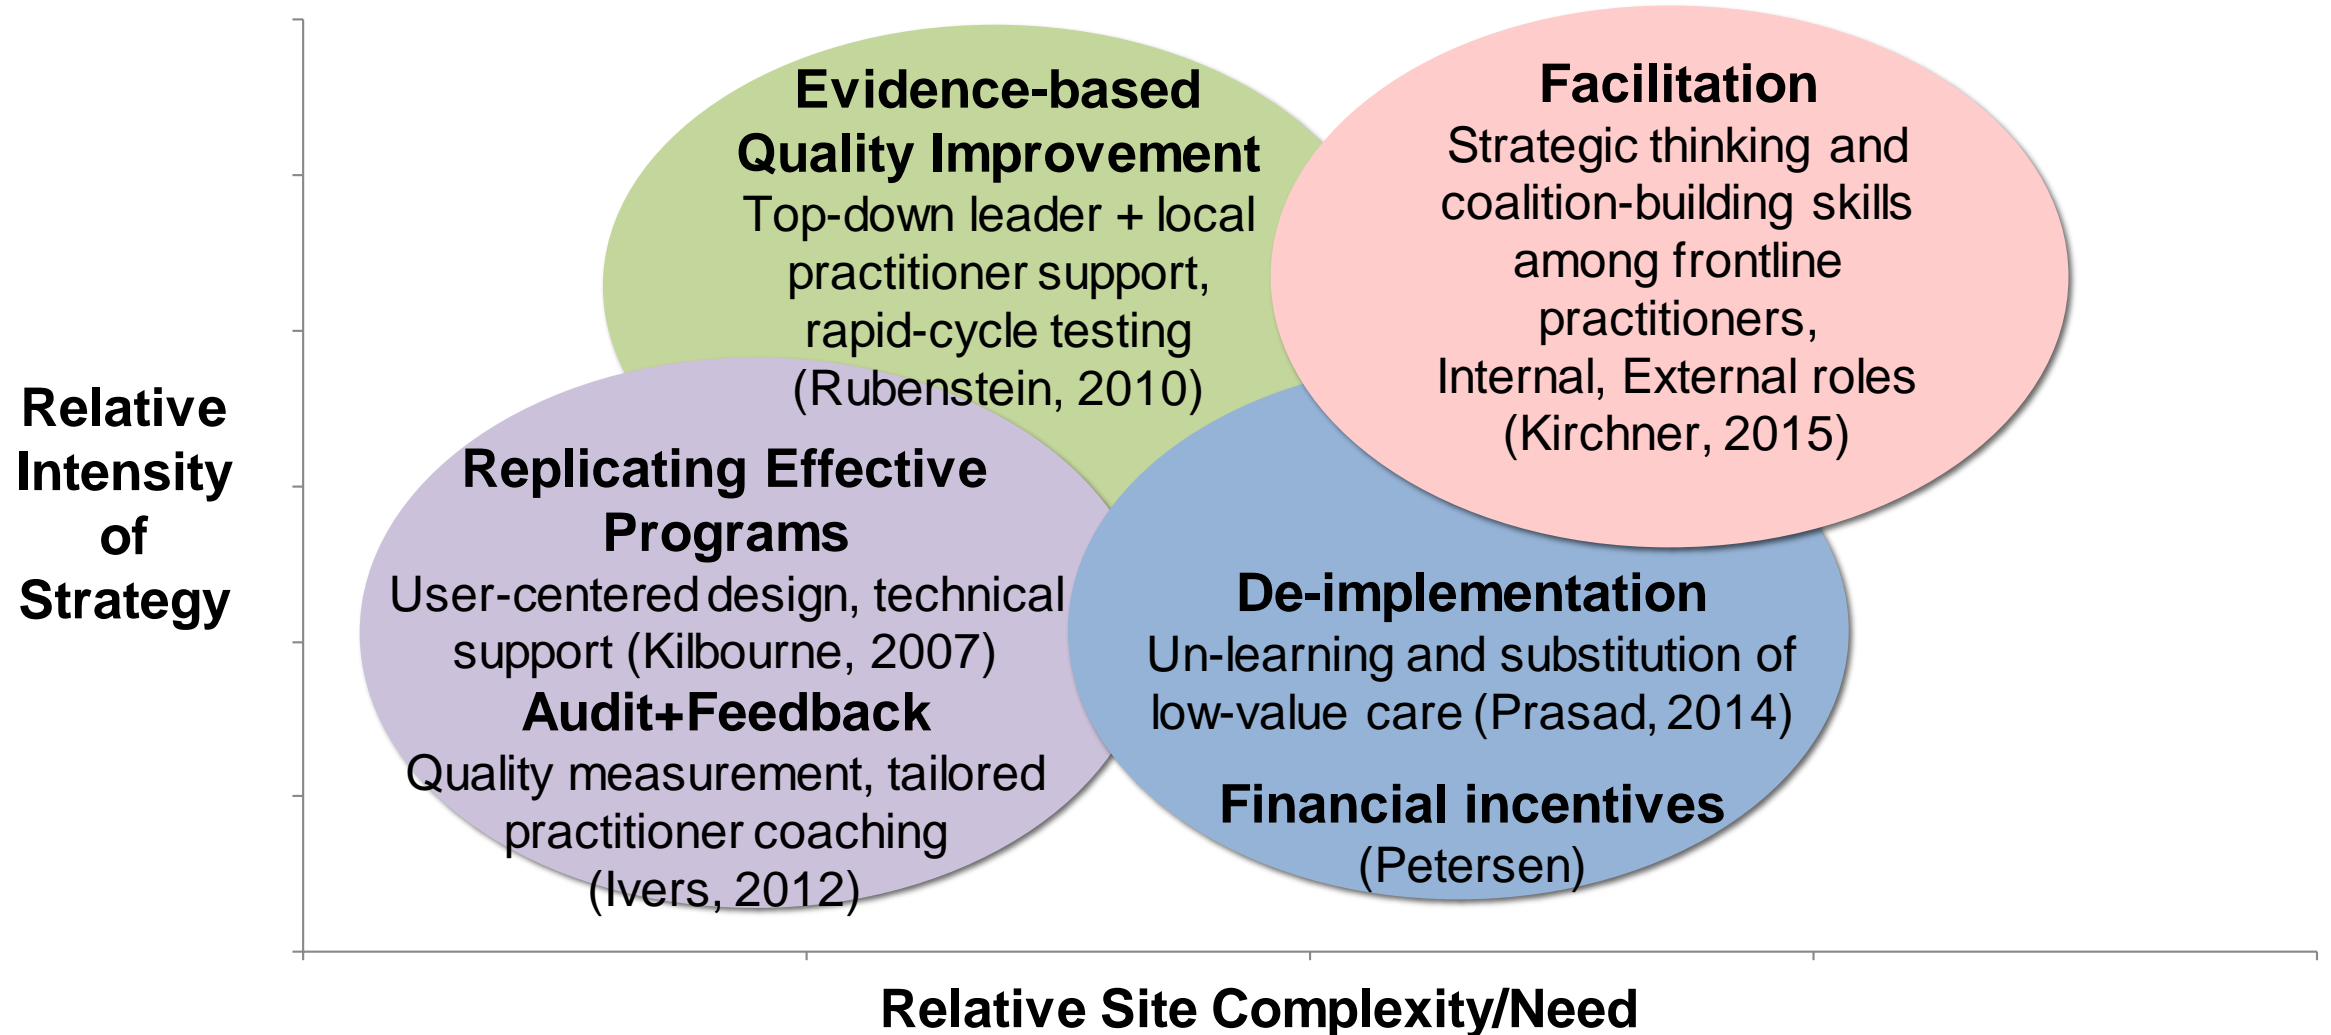 Evidence-based
Quality Improvement
Top-down leader + local
practitioner support,
rapid-cycle testing
(Rubenstein, 2010)
Facilitation
Strategic thinking and
coalition-building skills
among frontline
practitioners,
Internal, External roles
(Kirchner, 2015)
Relative
Intensity
of
Strategy
Replicating Effective
Programs
User-centered design, technical
support (Kilbourne, 2007)
Audit+Feedback
Quality measurement, tailored
practitioner coaching
(Ivers, 2012)
De-implementation
Un-learning and substitution of
low-value care (Prasad, 2014)
Financial incentives
(Petersen)
Relative Site Complexity/Need